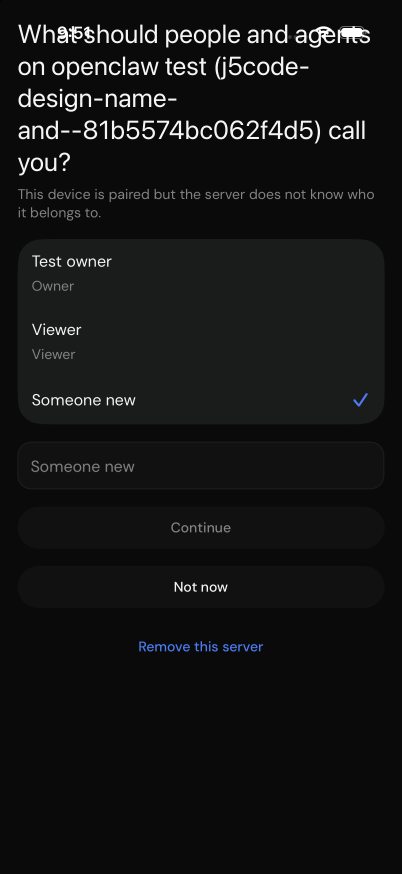 9:51
What should people and agents
on openclaw test (j5code-
design-name-
and--81b5574bc062f4d5) call
you?
This device is paired but the server does not know who
it belongs to.
Test owner
Owner
Viewer
Viewer
Someone new
Someone new
Continue
Not now
Remove this server